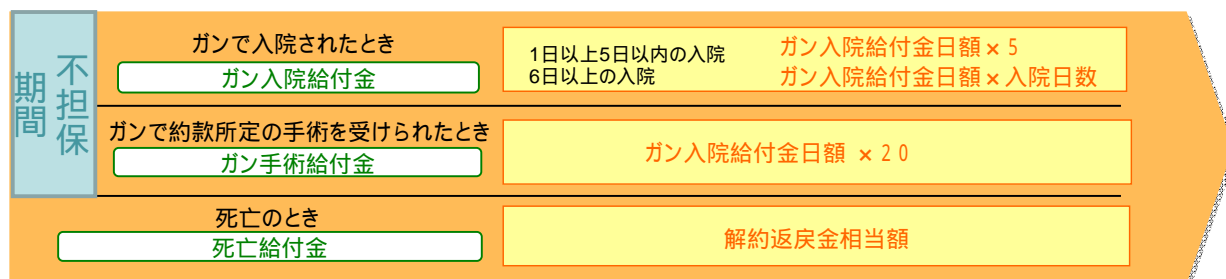 不担保
期間
ガンで入院されたとき
ガン入院給付金
1日以上5日以内の入院 ガン入院給付金日額×5
6日以上の入院 ガン入院給付金日額×入院日数
ガンで約款所定の手術を受けられたとき
ガン手術給付金
ガン入院給付金日額 ×20
死亡のとき
死亡給付金
解約返戻金相当額